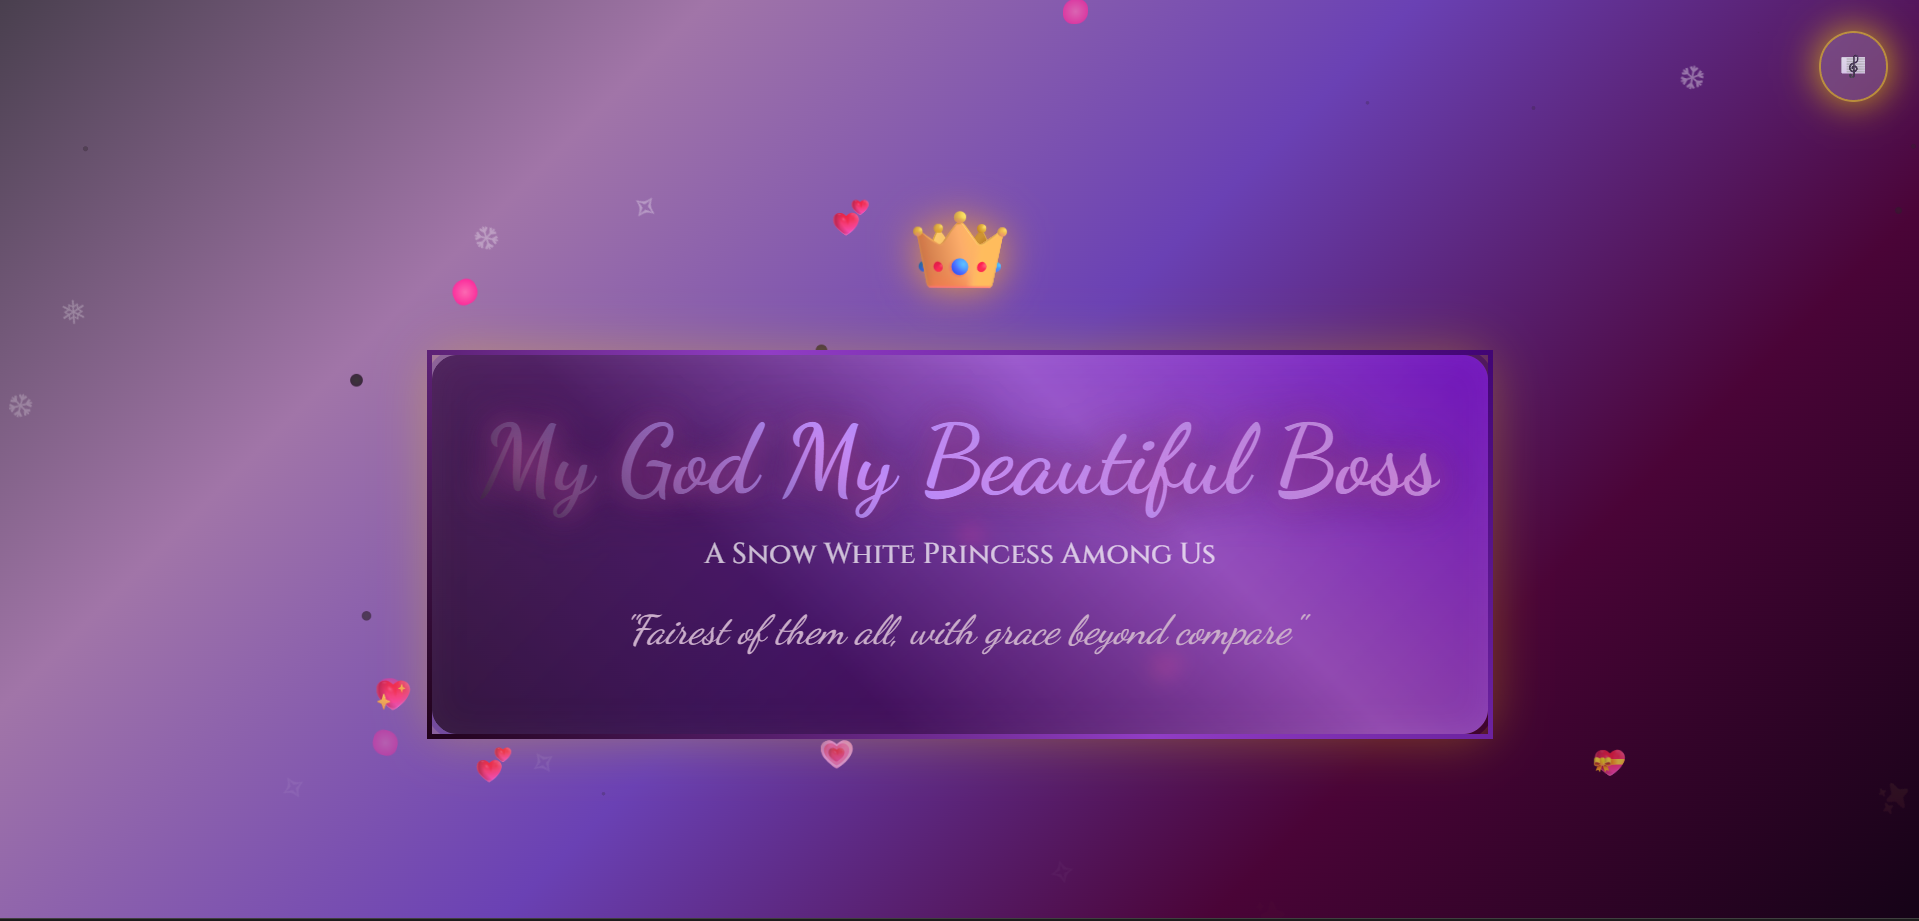 My God My Beautiful Boss
A Snow White Princess Among Us
"Fairest of them all, with grace beyond compare"